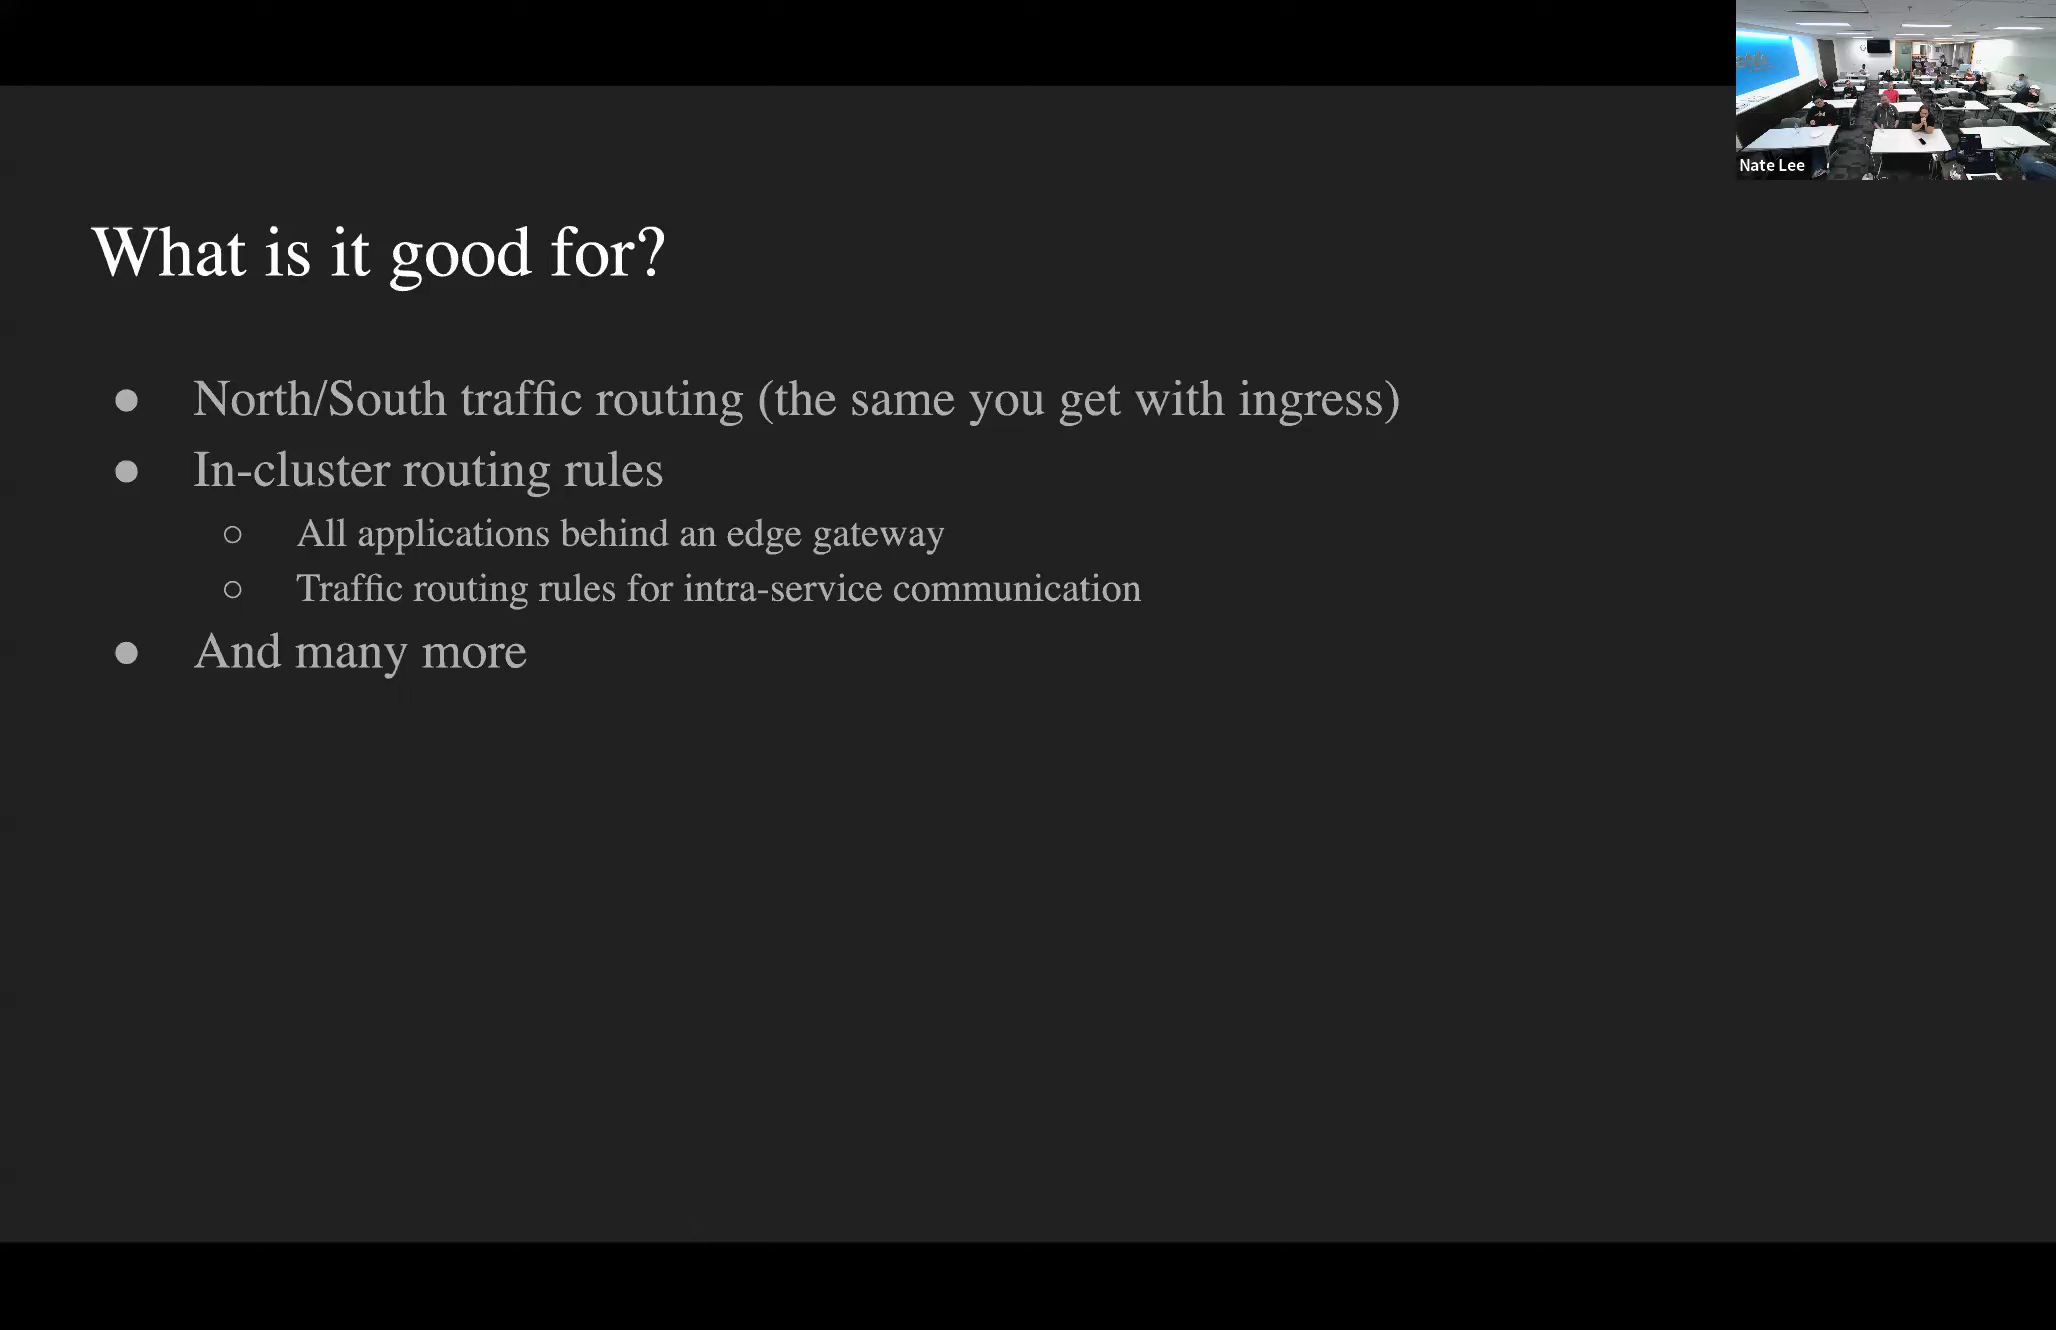 Nate Lee
What is it good for?
● North/South traffic routing (the same you get with ingress)
● In-cluster routing rules
○ All applications behind an edge gateway
○ Traffic routing rules for intra-service communication
● And many more